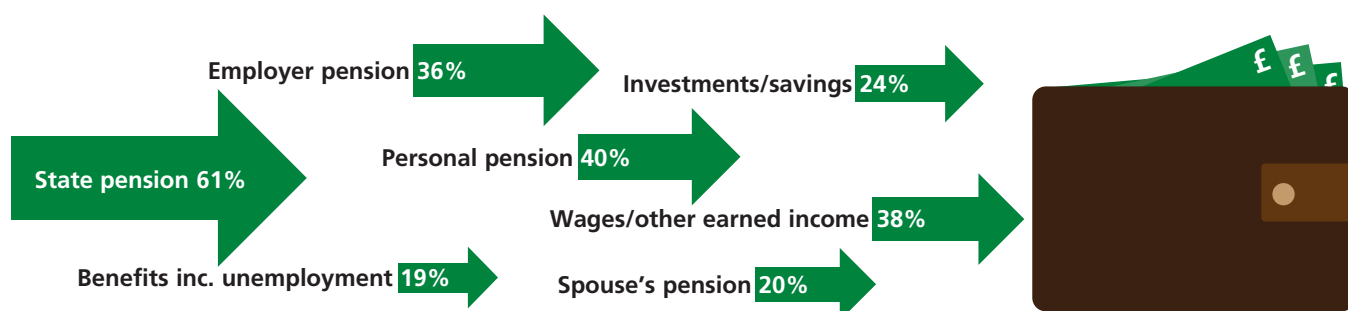 Employer pension 36%
Investments/savings 24%
£ £ £
Personal pension 40%
State pension 61%
Wages/other earned income 38%
Benefits inc. unemployment 19%
Spouse's pension 20%